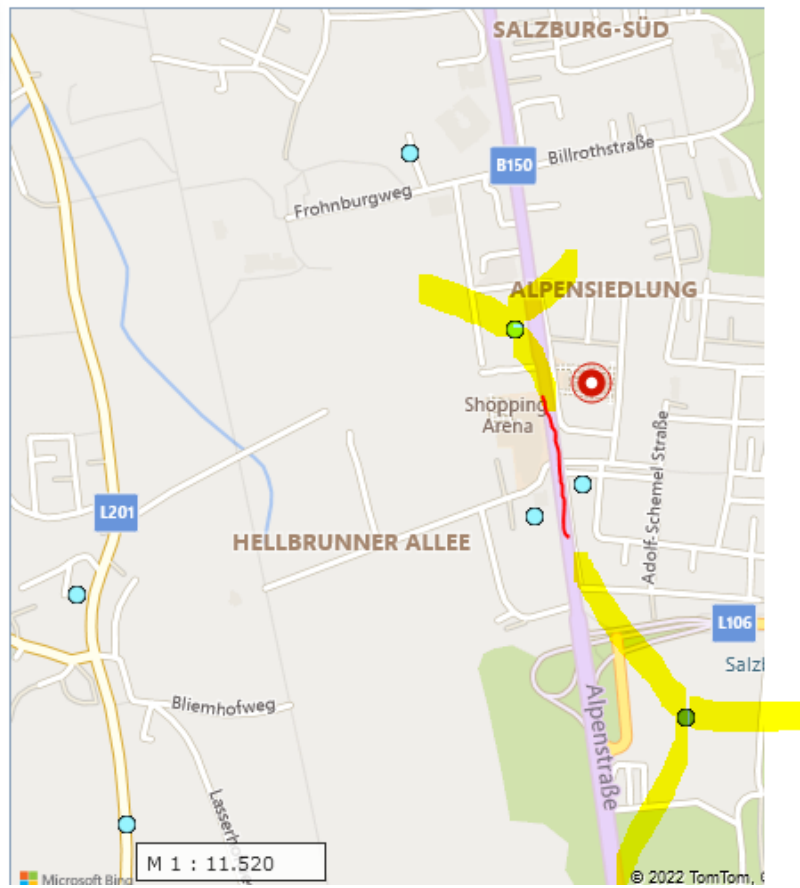 SALZBURG-SÜD
B150
Billrothstraße
Frohnburgweg
ALPENSIEDLUNG
Shopping
Arena
Adolf-Schemel-Straße
L201
HELLBRUNNER ALLEE
L106
Salzb
Bliemhofweg
Alpenstraße
M 1 : 11.520
Microsoft Bing
© 2022 TomTom,